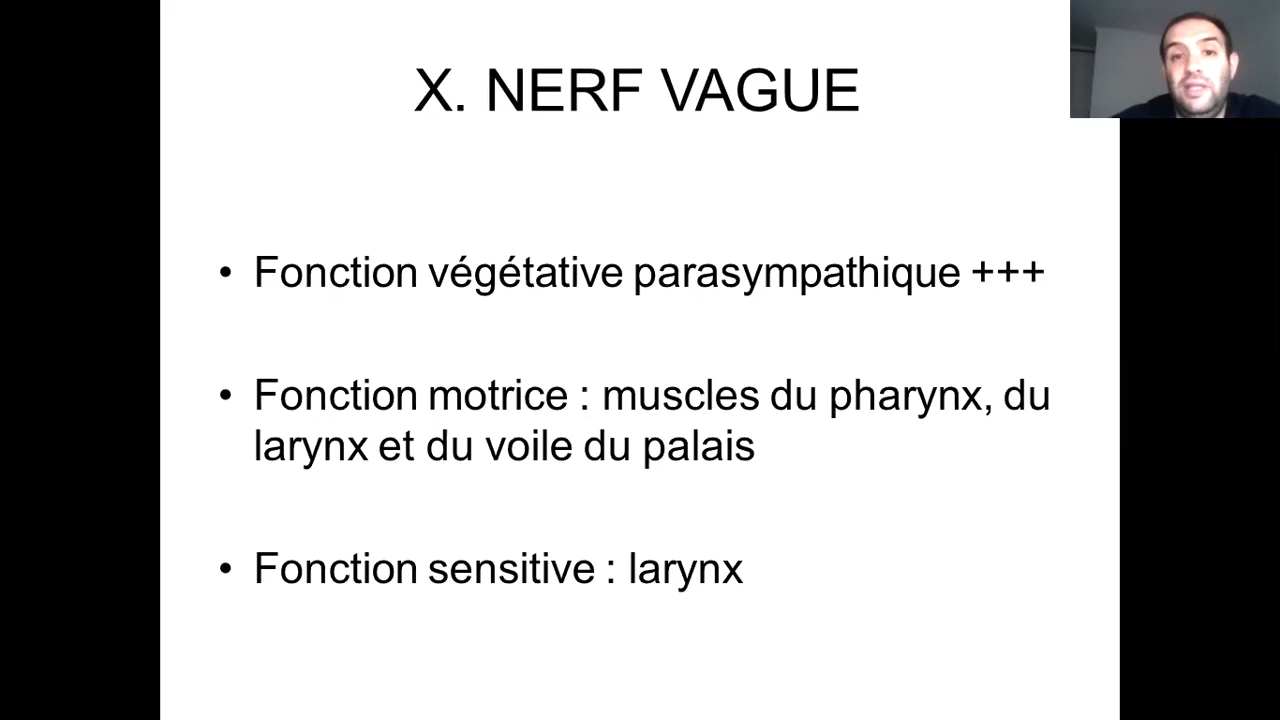 X. NERF VAGUE
• Fonction végétative parasympathique +++
• Fonction motrice : muscles du pharynx, du
larynx et du voile du palais
• Fonction sensitive : larynx